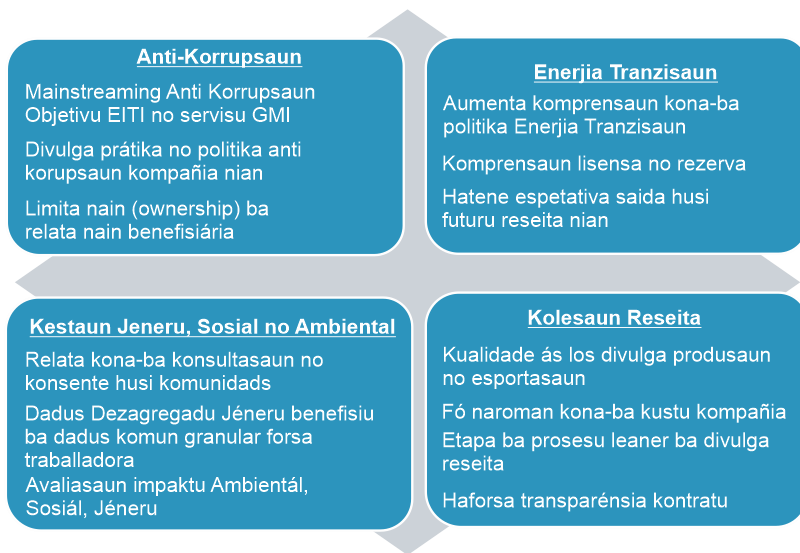 Anti-Korrupsaun
Mainstreaming Anti Korrupsaun
Objetivu EITI no servisu GMI
Divulga prátika no politika anti
korupsaun kompañia nian
Limita nain (ownership) ba
relata nain benefisiária
Enerjia Tranzisaun
Aumenta komprensaun kona-ba
politika Enerjia Tranzisaun
Komprensaun lisensa no rezerva
Hatene espetativa saida husi
futuru reseita nian
Kestaun Jeneru, Sosial no Ambiental
Relata kona-ba konsultasaun no
konsente husi komunidads
Dadus Dezagregadu Jéneru benefisiu
ba dadus komun granular forsa
traballadora
Avaliasaun impaktu Ambientál,
Sosiál, Jéneru
Kolesaun Reseita
Kualidade ás los divulga produsaun
no esportasaun
Fó naroman kona-ba kustu kompañia
Etapa ba prosesu leaner ba divulga
reseita
Haforsa transparénsia kontratu